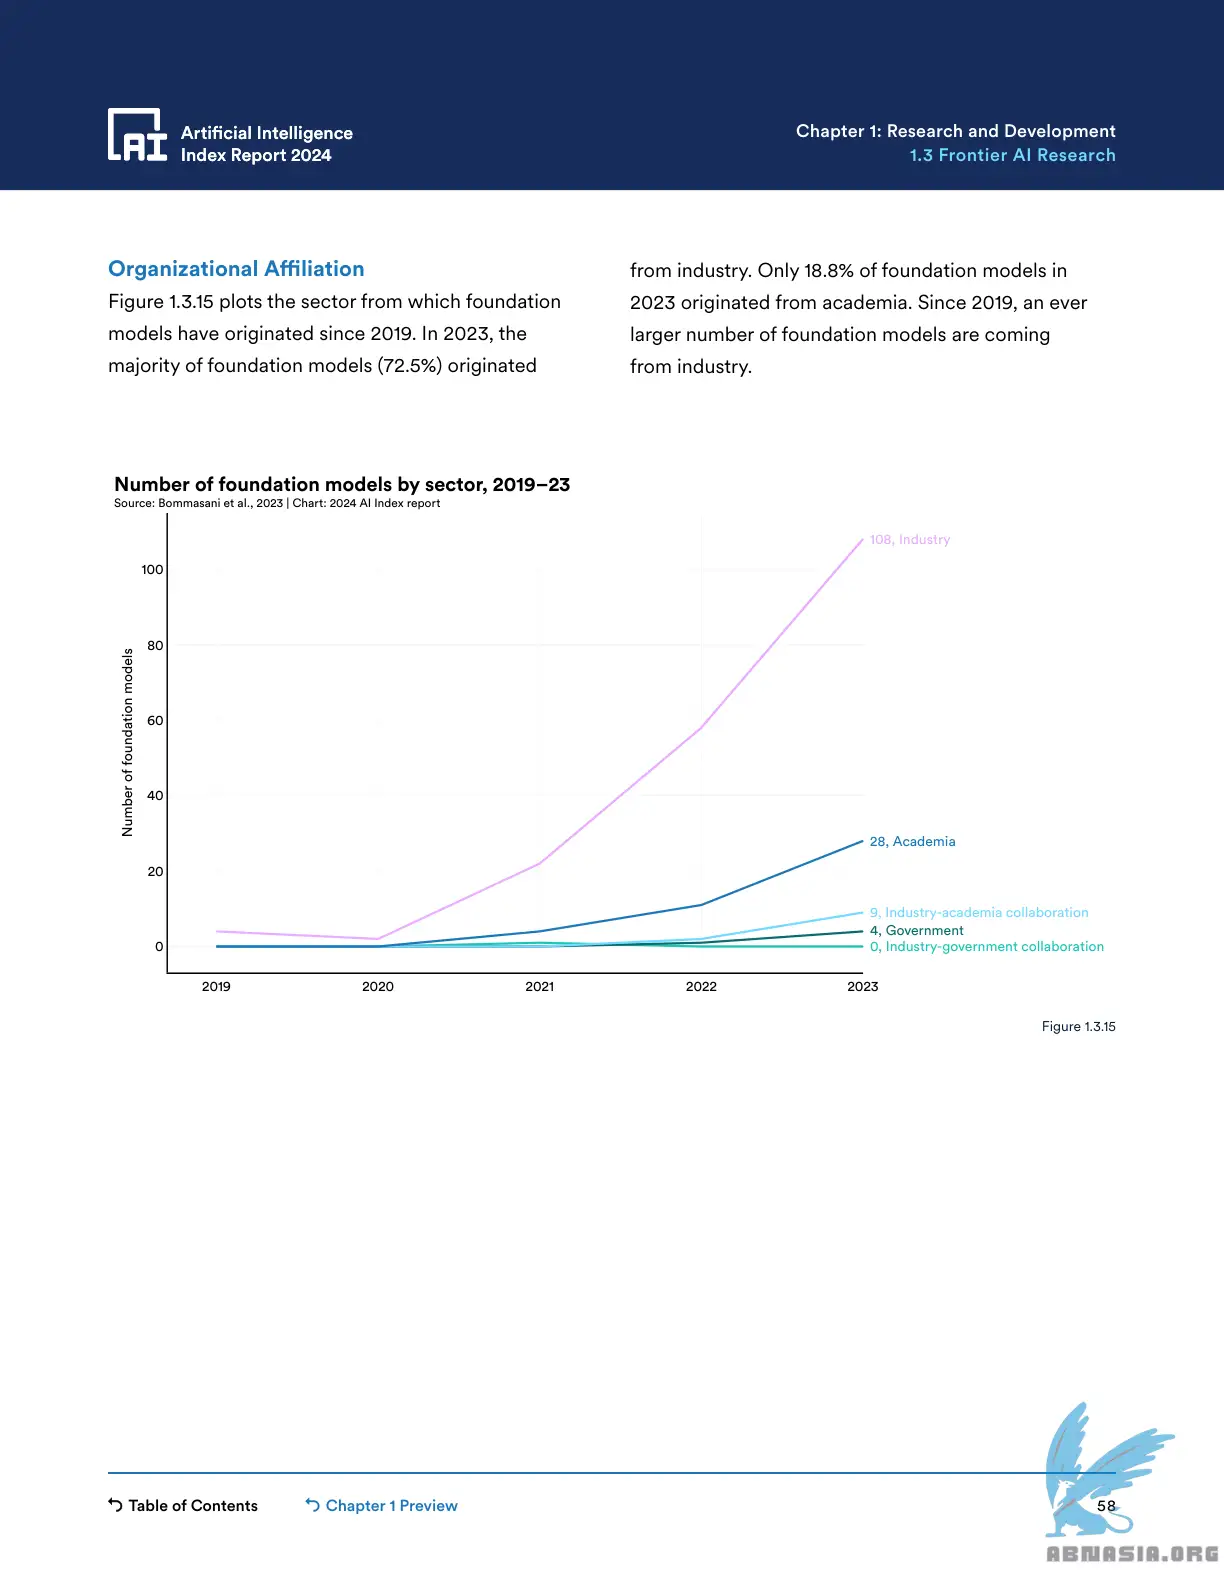 Artificial Intelligence
Index Report 2024
Chapter 1: Research and Development
1.3 Frontier AI Research
Organizational Affiliation
Figure 1.3.15 plots the sector from which foundation
models have originated since 2019. In 2023, the
majority of foundation models (72.5%) originated
from industry. Only 18.8% of foundation models in
2023 originated from academia. Since 2019, an ever
larger number of foundation models are coming
from industry.
Number of foundation models by sector, 2019–23
Source: Bommasani et al., 2023 | Chart: 2024 AI Index report
Number of foundation models
100
80
60
40
20
0
108, Industry
28, Academia
9, Industry-academia collaboration
4, Government
0, Industry-government collaboration
2019
2020
2021
2022
2023
Figure 1.3.15
Table of Contents
Chapter 1 Preview
58
ABNASIA.ORG